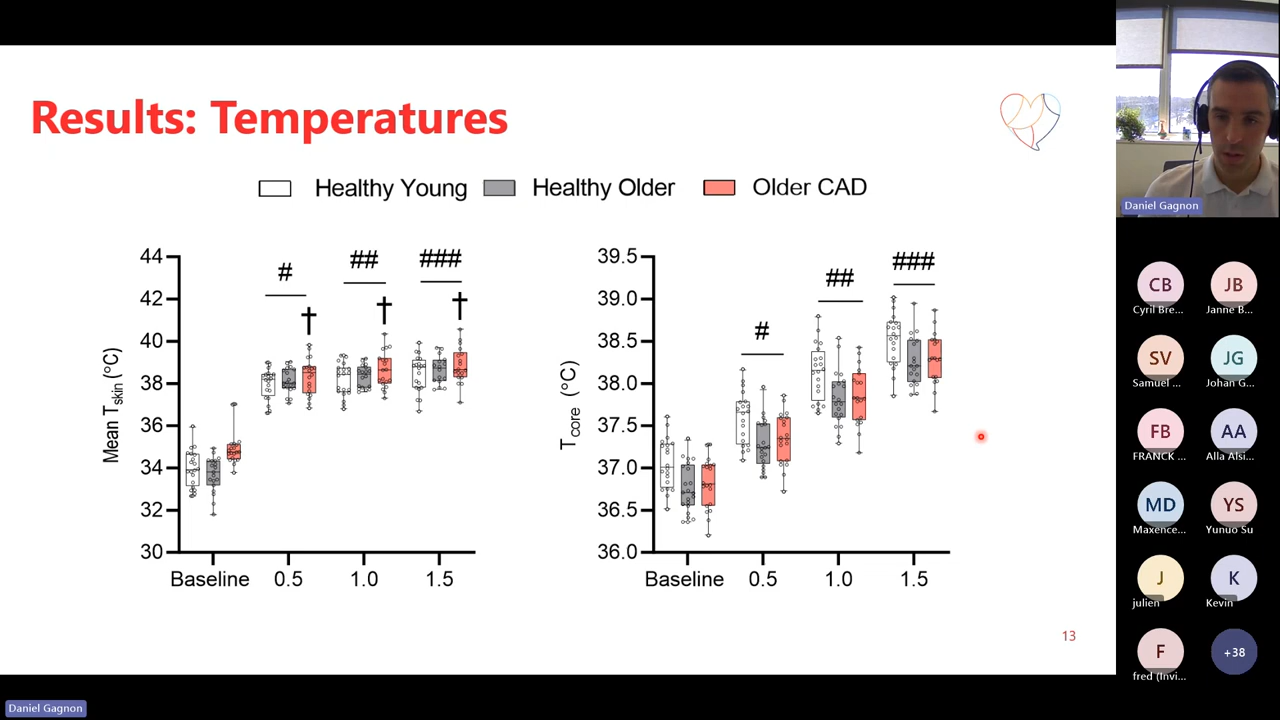 Results: Temperatures
Healthy Young Healthy Older Older CAD
44
42
40
38
36
34
32
30
Mean Tskin (°C)
# ## ###
† † †
Baseline 0.5 1.0 1.5
39.5
39.0
38.5
38.0
37.5
37.0
36.5
36.0
Tcore (°C)
# ## ###
Baseline 0.5 1.0 1.5
13
Daniel Gagnon
CB JB
Cyril Bre... Janne B...
SV JG
Samuel ... Johan G...
FB AA
FRANCK ... Alla Alsi...
MD YS
Maxence... Yunuo Su
J K
julien Kevin
F +38
fred (Invi...
Daniel Gagnon